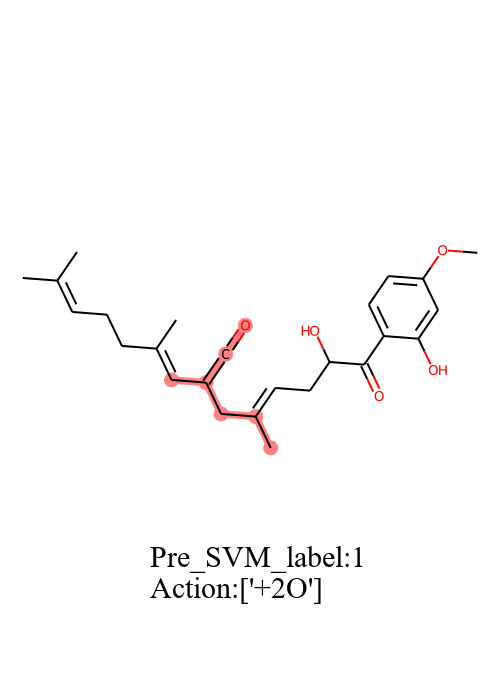 O
O
C
HO
OH
O
Pre_SVM_label:1
Action:['+2O']